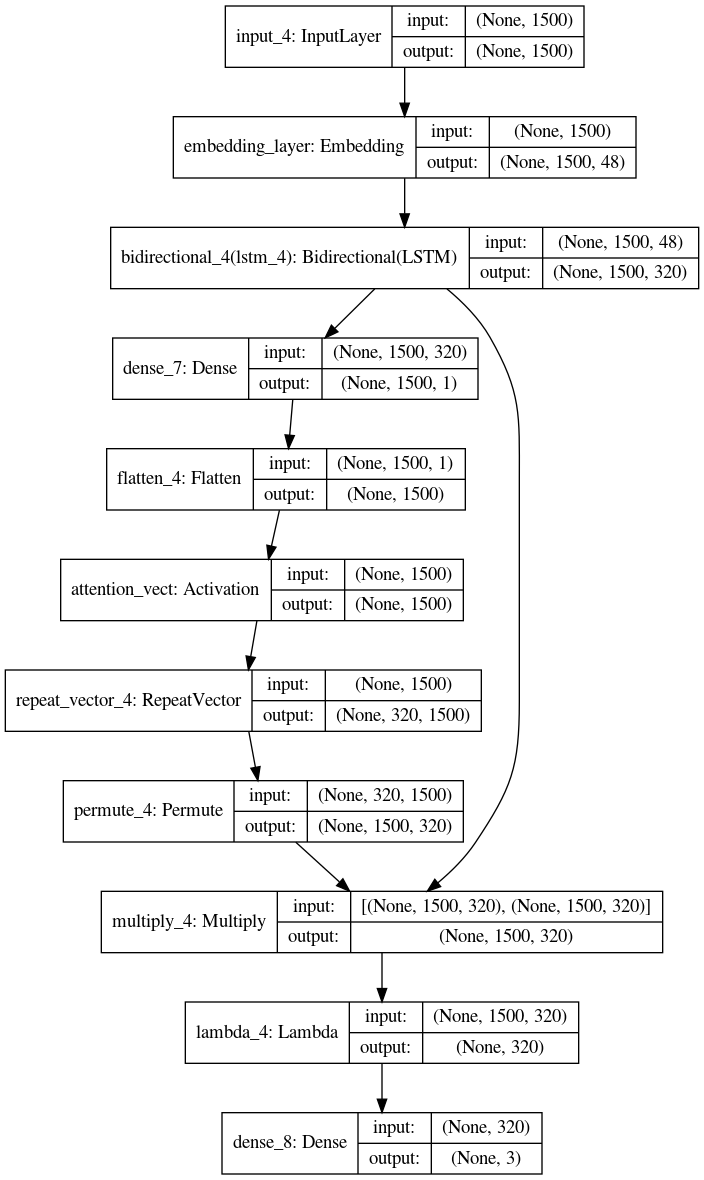 input_4: InputLayer
input: (None, 1500)
output: (None, 1500)
embedding_layer: Embedding
input: (None, 1500)
output: (None, 1500, 48)
bidirectional_4(lstm_4): Bidirectional(LSTM)
input: (None, 1500, 48)
output: (None, 1500, 320)
dense_7: Dense
input: (None, 1500, 320)
output: (None, 1500, 1)
flatten_4: Flatten
input: (None, 1500, 1)
output: (None, 1500)
attention_vect: Activation
input: (None, 1500)
output: (None, 1500)
repeat_vector_4: RepeatVector
input: (None, 1500)
output: (None, 320, 1500)
permute_4: Permute
input: (None, 320, 1500)
output: (None, 1500, 320)
multiply_4: Multiply
input: [(None, 1500, 320), (None, 1500, 320)]
output: (None, 1500, 320)
lambda_4: Lambda
input: (None, 1500, 320)
output: (None, 320)
dense_8: Dense
input: (None, 320)
output: (None, 3)